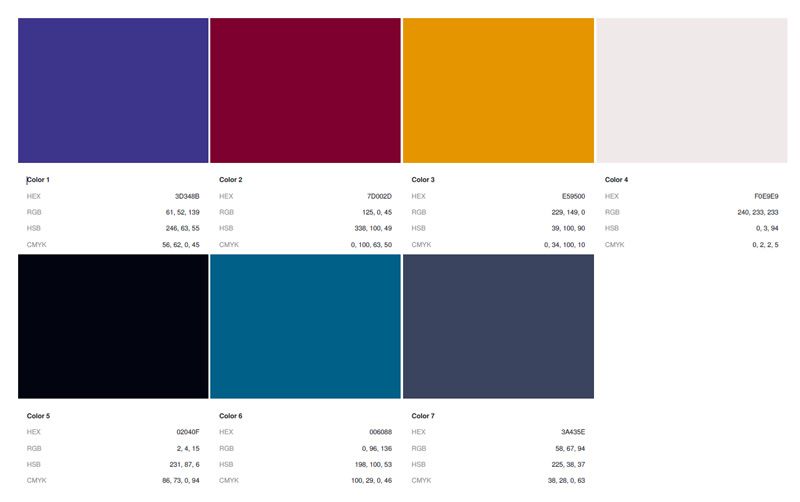 Color 1 Color 2 Color 3 Color 4
HEX 3D348B HEX 7D002D HEX E59500 HEX F0E9E9
RGB 61, 52, 139 RGB 125, 0, 45 RGB 229, 149, 0 RGB 240, 233, 233
HSB 246, 63, 55 HSB 338, 100, 49 HSB 39, 100, 90 HSB 0, 3, 94
CMYK 56, 62, 0, 45 CMYK 0, 100, 63, 50 CMYK 0, 34, 100, 10 CMYK 0, 2, 2, 5
Color 5 Color 6 Color 7
HEX 02040F HEX 006088 HEX 3A435E
RGB 2, 4, 15 RGB 0, 96, 136 RGB 58, 67, 94
HSB 231, 87, 6 HSB 198, 100, 53 HSB 225, 38, 37
CMYK 86, 73, 0, 94 CMYK 100, 29, 0, 46 CMYK 38, 28, 0, 63